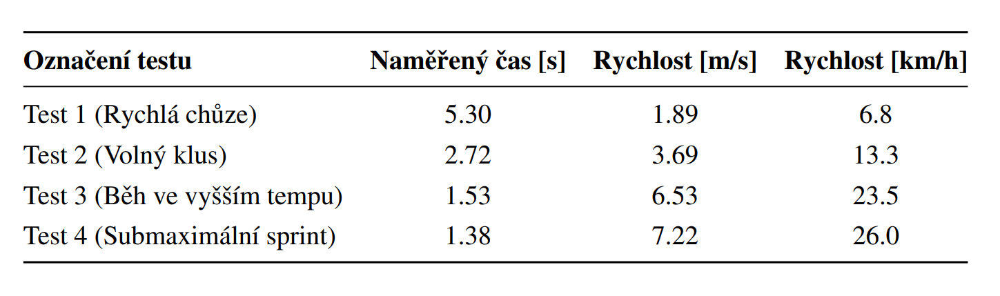 Označení testu Naměřený čas [s] Rychlost [m/s] Rychlost [km/h]
Test 1 (Rychlá chůze) 5.30 1.89 6.8
Test 2 (Volný klus) 2.72 3.69 13.3
Test 3 (Běh ve vyšším tempu) 1.53 6.53 23.5
Test 4 (Submaximální sprint) 1.38 7.22 26.0